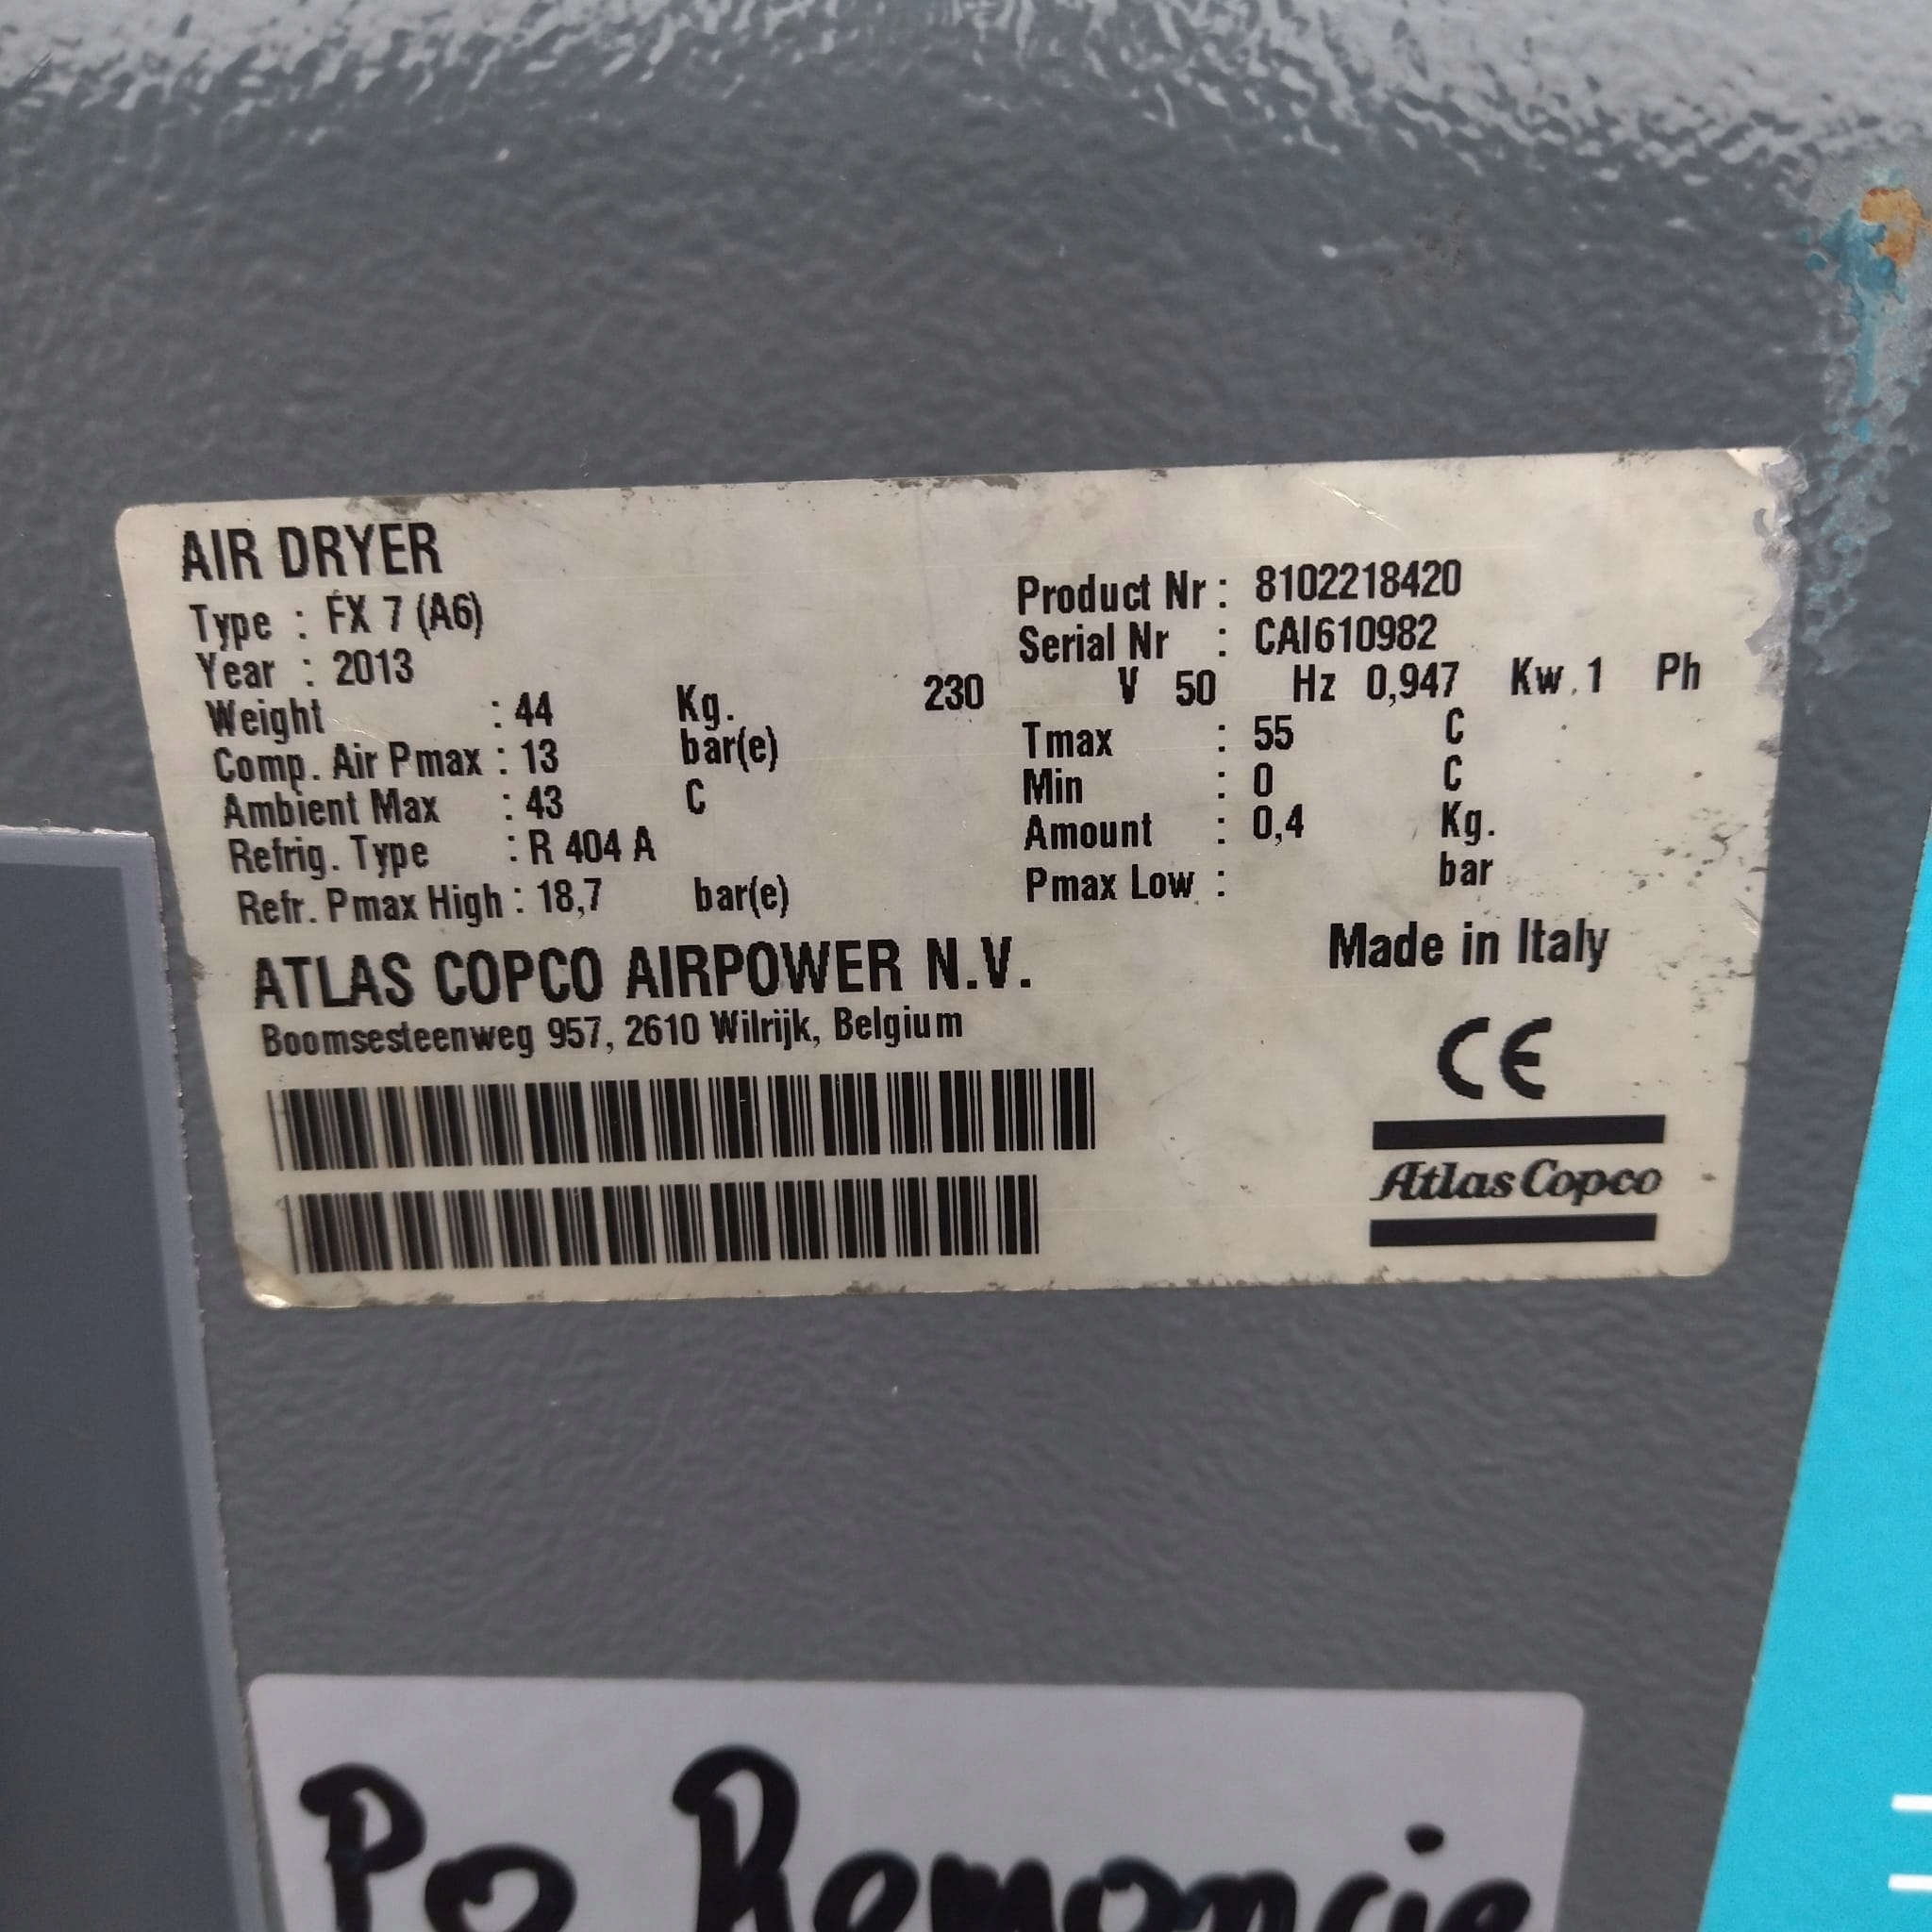 AIR DRYER
Type : FX 7 (A6)
Year : 2013
Weight : 44 Kg.
Comp. Air Pmax : 13 bar(e)
Ambient Max : 43 C
Refrig. Type : R 404 A
Refr. Pmax High : 18,7 bar(e)
Product Nr : 8102218420
Serial Nr : CAI610982
230 V 50 Hz 0,947 Kw. 1 Ph
Tmax : 55 C
Min : 0 C
Amount : 0,4 Kg.
Pmax Low : bar
ATLAS COPCO AIRPOWER N.V.
Boomsesteenweg 957, 2610 Wilrijk, Belgium
Made in Italy
CE
Atlas Copco
Po Remoncie